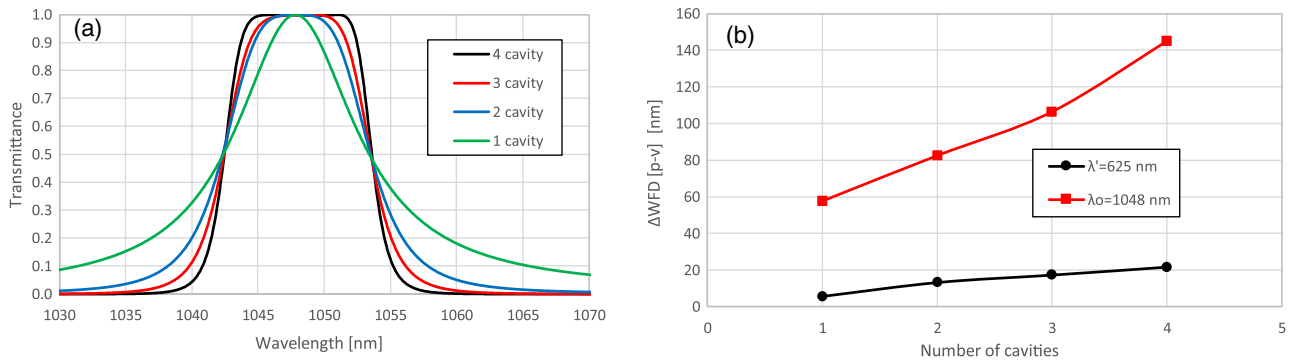 (a)
1.0
0.9
0.8
0.7
0.6
0.5
0.4
0.3
0.2
0.1
0.0
Transmittance
4 cavity
3 cavity
2 cavity
1 cavity
1030 1035 1040 1045 1050 1055 1060 1065 1070
Wavelength [nm]
(b)
160
140
120
100
80
60
40
20
0
ΔWFD [p-v] [nm]
λ'=625 nm
λo=1048 nm
0 1 2 3 4 5
Number of cavities